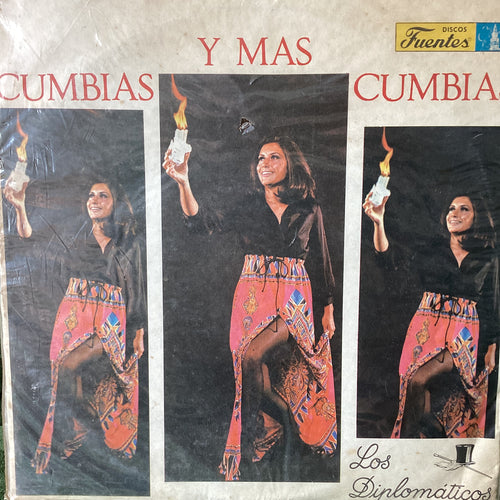 DISCOS
Fuentes
CUMBIAS Y MAS CUMBIAS
Los
Diplomáticos